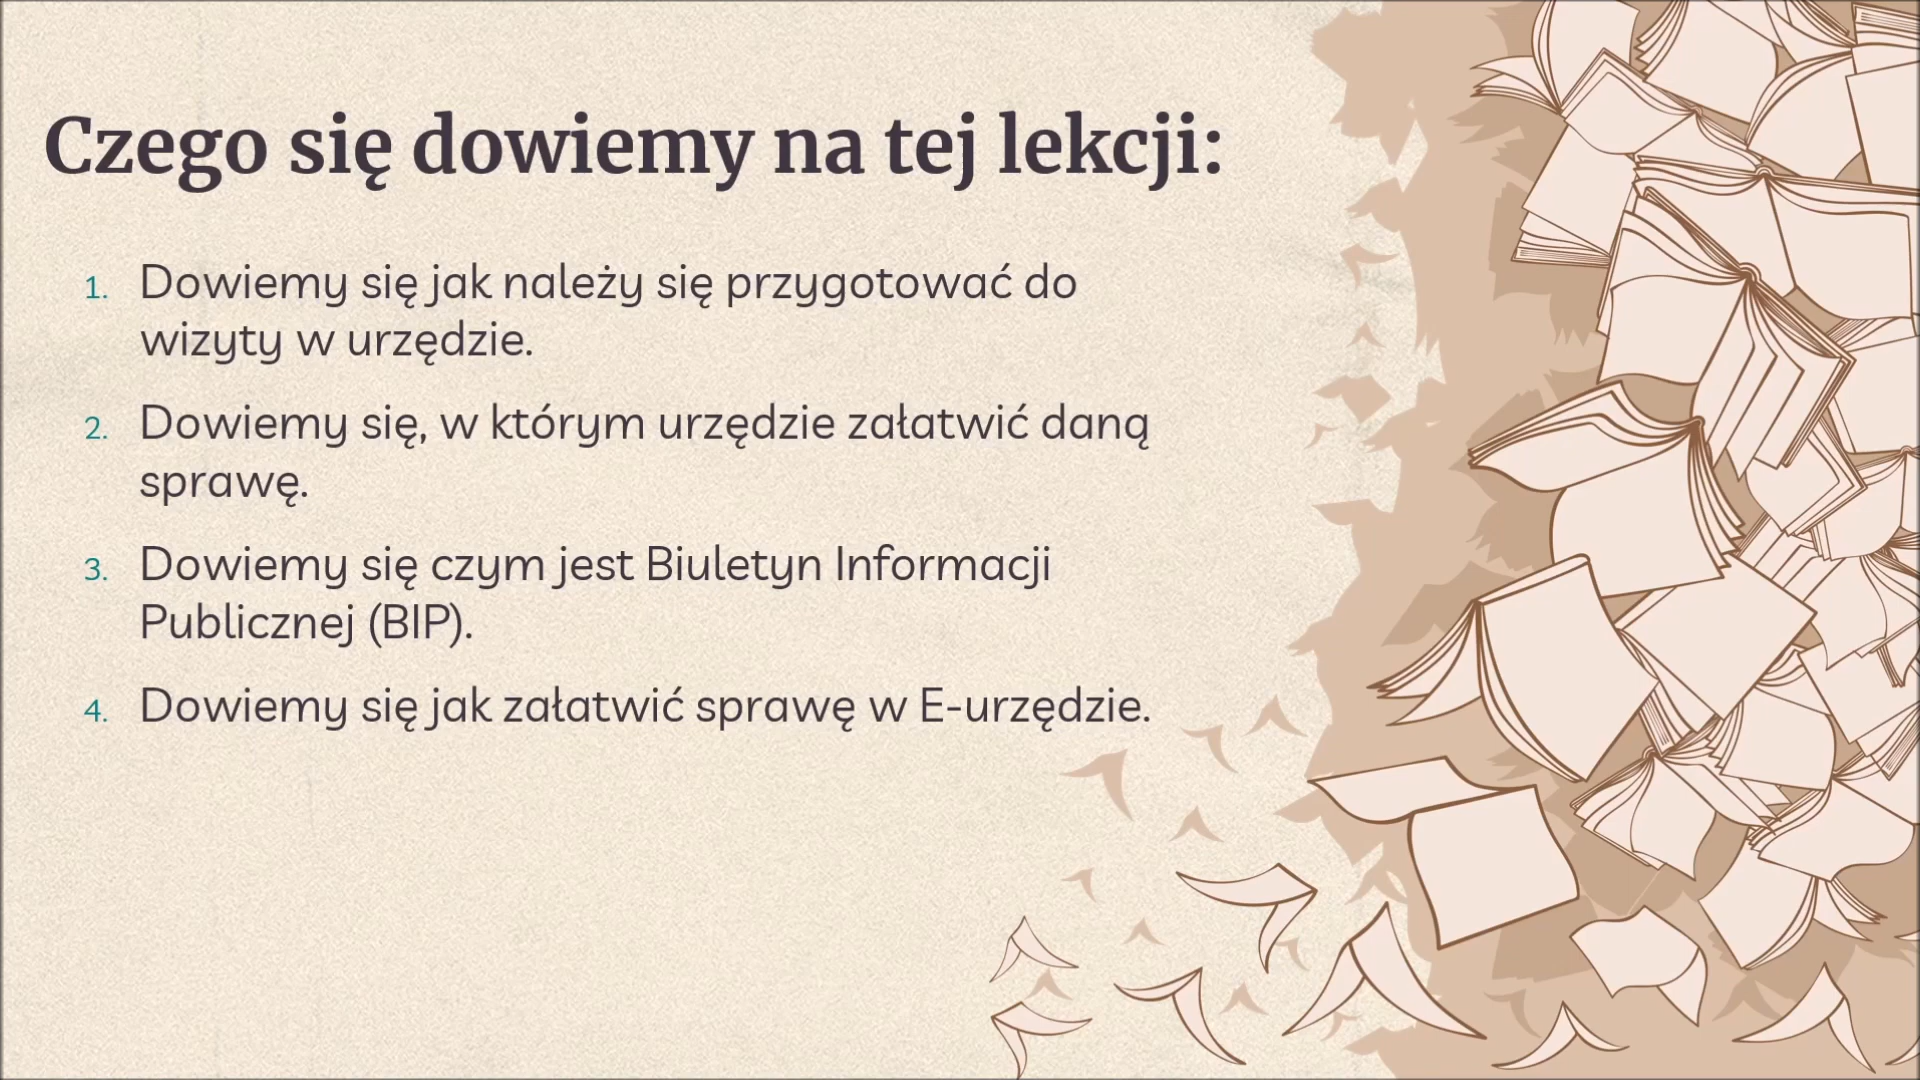 Czego się dowiemy na tej lekcji:
1. Dowiemy się jak należy się przygotować do
wizyty w urzędzie.
2. Dowiemy się, w którym urzędzie załatwić daną
sprawę.
3. Dowiemy się czym jest Biuletyn Informacji
Publicznej (BIP).
4. Dowiemy się jak załatwić sprawę w E-urzędzie.